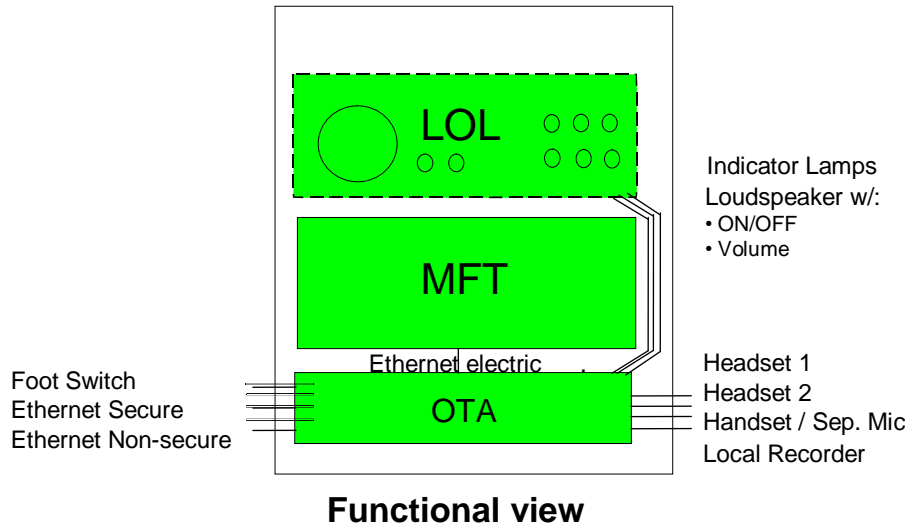 LOL
Indicator Lamps
Loudspeaker w/:
• ON/OFF
• Volume
MFT
Ethernet electric
Foot Switch
Ethernet Secure
Ethernet Non-secure
OTA
Headset 1
Headset 2
Handset / Sep. Mic
Local Recorder
Functional view